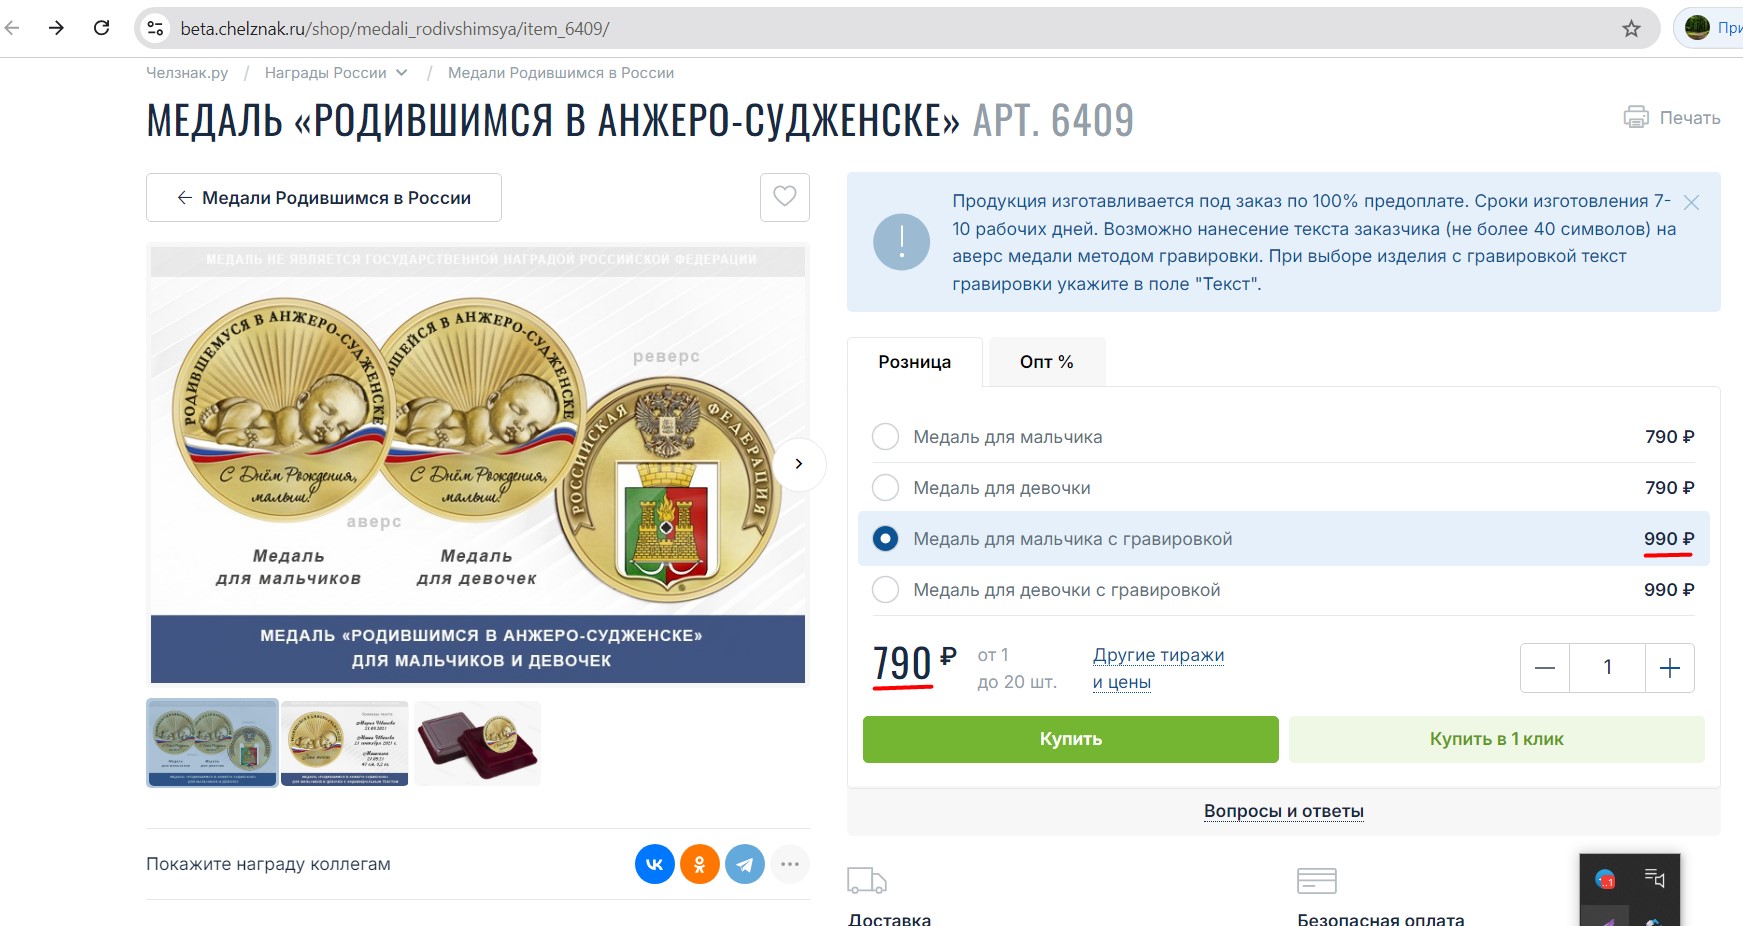 beta.chelznak.ru/shop/medali_rodivshimsya/item_6409/
При
Челзнак.ру / Награды России / Медали Родившимся в России
МЕДАЛЬ «РОДИВШИМСЯ В АНЖЕРО-СУДЖЕНСКЕ» АРТ. 6409
Печать
← Медали Родившимся в России
МЕДАЛЬ НЕ ЯВЛЯЕТСЯ ГОСУДАРСТВЕННОЙ НАГРАДОЙ РОССИЙСКОЙ ФЕДЕРАЦИИ
РОДИВШЕМУСЯ В АНЖЕРО-СУДЖЕНСКЕ
ШЕЙСЯ В АНЖЕРО-СУДЖЕНСКЕ
С Днём Рождения,
малыш!
С Днём Рождения,
малыш!
реверс
РОССИЙСКАЯ ФЕДЕРАЦИЯ
аверс
Медаль
для мальчиков
Медаль
для девочек
МЕДАЛЬ «РОДИВШИМСЯ В АНЖЕРО-СУДЖЕНСКЕ»
ДЛЯ МАЛЬЧИКОВ И ДЕВОЧЕК
Покажите награду коллегам
Продукция изготавливается под заказ по 100% предоплате. Сроки изготовления 7-
10 рабочих дней. Возможно нанесение текста заказчика (не более 40 символов) на
аверс медали методом гравировки. При выборе изделия с гравировкой текст
гравировки укажите в поле "Текст".
Розница
Опт %
Медаль для мальчика 790 ₽
Медаль для девочки 790 ₽
Медаль для мальчика с гравировкой 990 ₽
Медаль для девочки с гравировкой 990 ₽
790 ₽
от 1
до 20 шт.
Другие тиражи
и цены
— 1 +
Купить
Купить в 1 клик
Вопросы и ответы
Доставка
Безопасная оплата